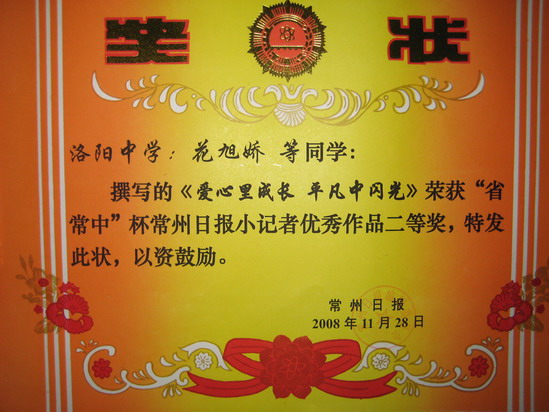 奖 状
洛阳中学：花旭娇 等同学：
撰写的《爱心里成长 平凡中闪光》荣获“省
常中”杯常州日报小记者优秀作品二等奖，特发
此状，以资鼓励。
常州日报
2008年11月28日